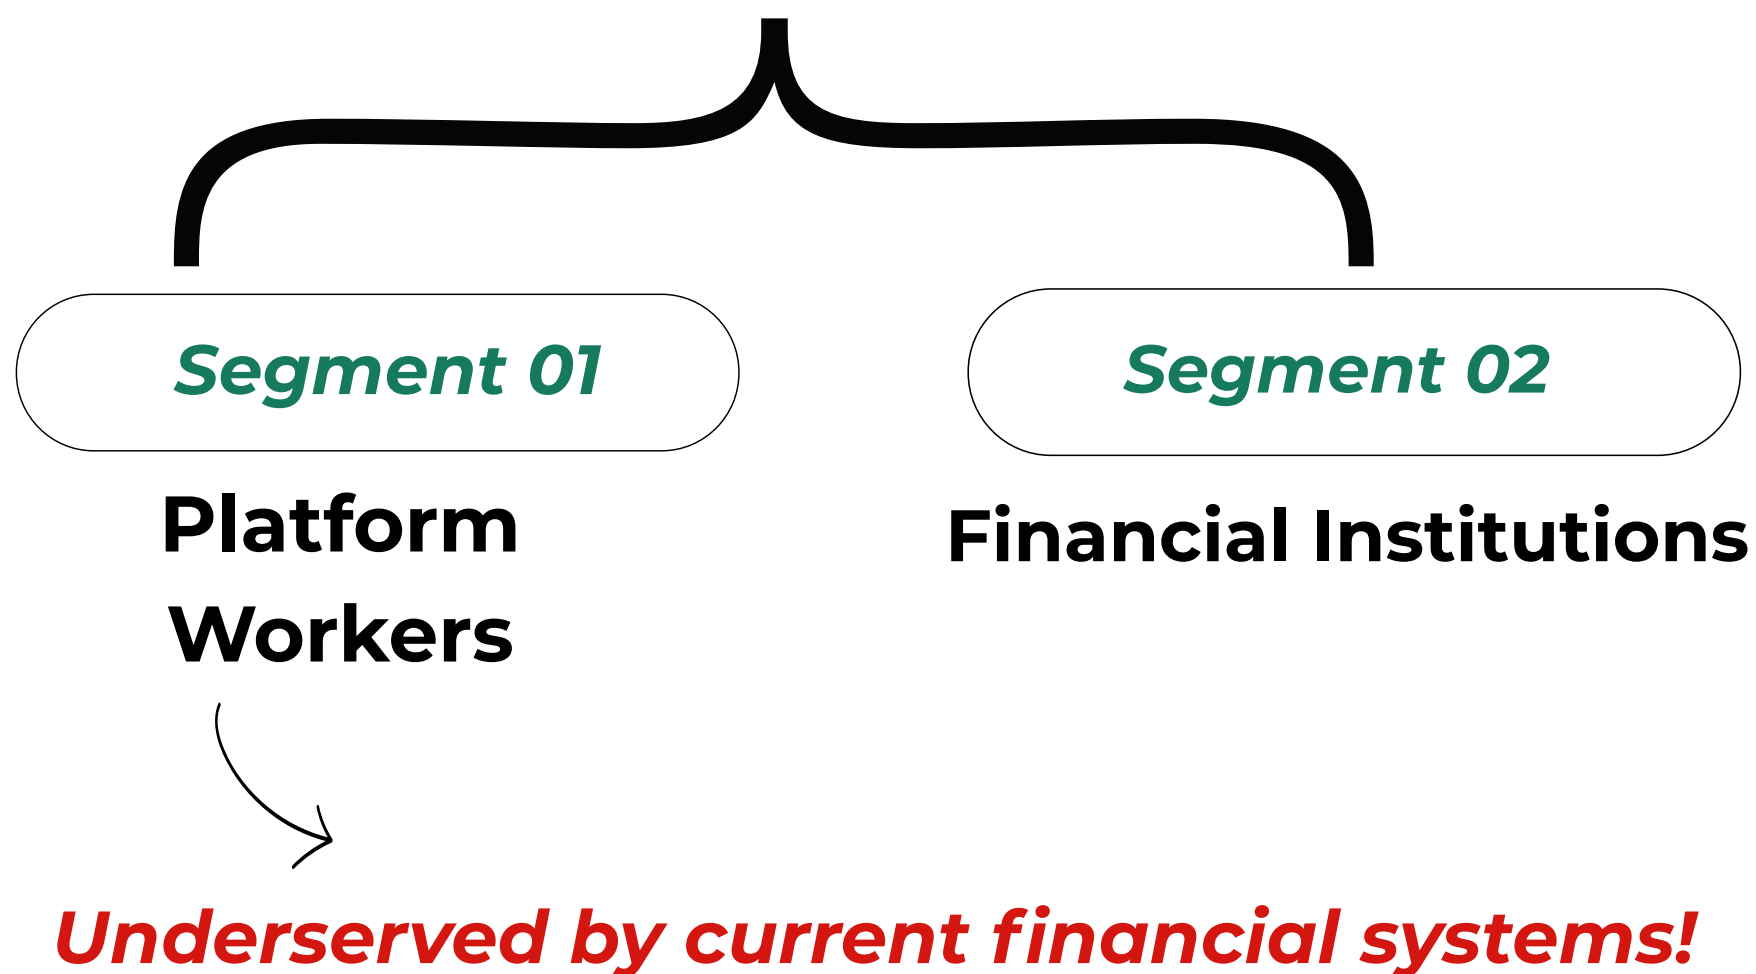 Segment 01
Segment 02
Platform
Workers
Financial Institutions
Underserved by current financial systems!